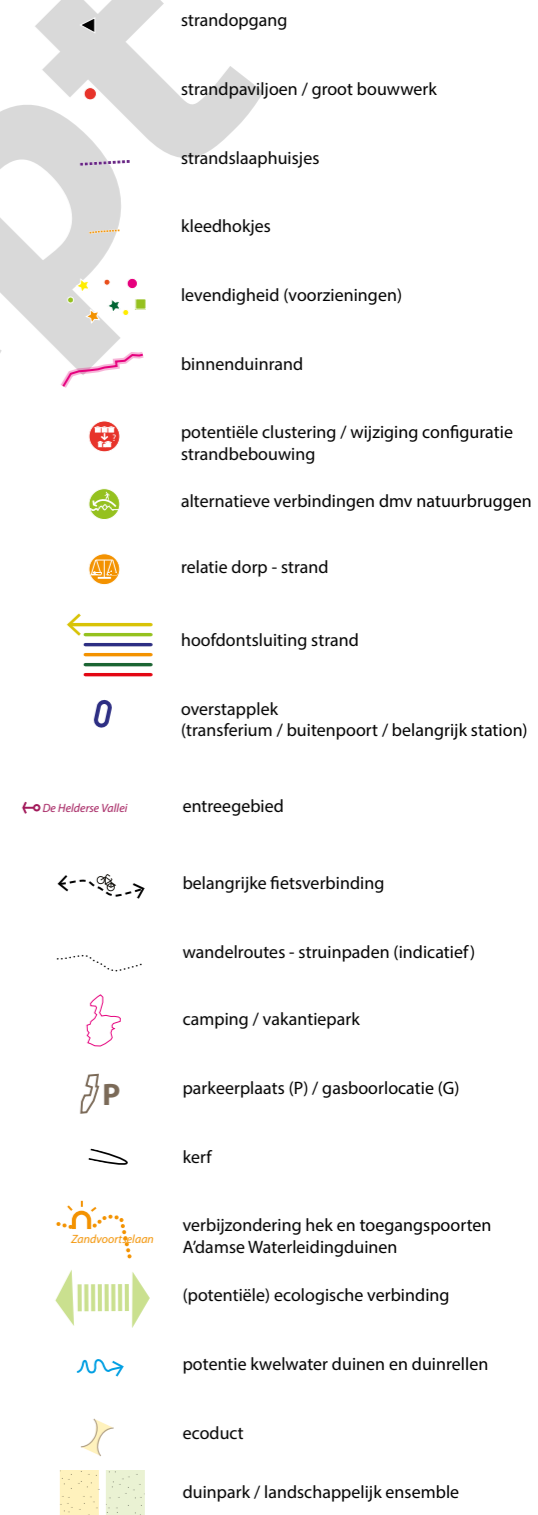 strandopgang
strandpaviljoen / groot bouwwerk
strandslaaphuisjes
kleedhokjes
levendigheid (voorzieningen)
binnenduinrand
potentiële clustering / wijziging configuratie
strandbebouwing
alternatieve verbindingen dmv natuurbruggen
relatie dorp - strand
hoofdontsluiting strand
overstapplek
(transferium / buitenpoort / belangrijk station)
De Helderse Vallei entreegebied
belangrijke fietsverbinding
wandelroutes - struinpaden (indicatief)
camping / vakantiepark
P parkeerplaats (P) / gasboorlocatie (G)
kerf
verbijzondering hek en toegangspoorten
Zandvoortselaan A'damse Waterleidingduinen
(potentiële) ecologische verbinding
potentie kwelwater duinen en duinrellen
ecoduct
duinpark / landschappelijk ensemble